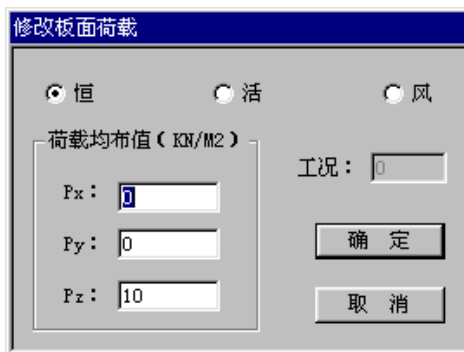 修改板面荷载
恒 活 风
荷载均布值(KN/M2)
Px: 0
Py: 0
Pz: 10
工况: 0
确 定
取 消